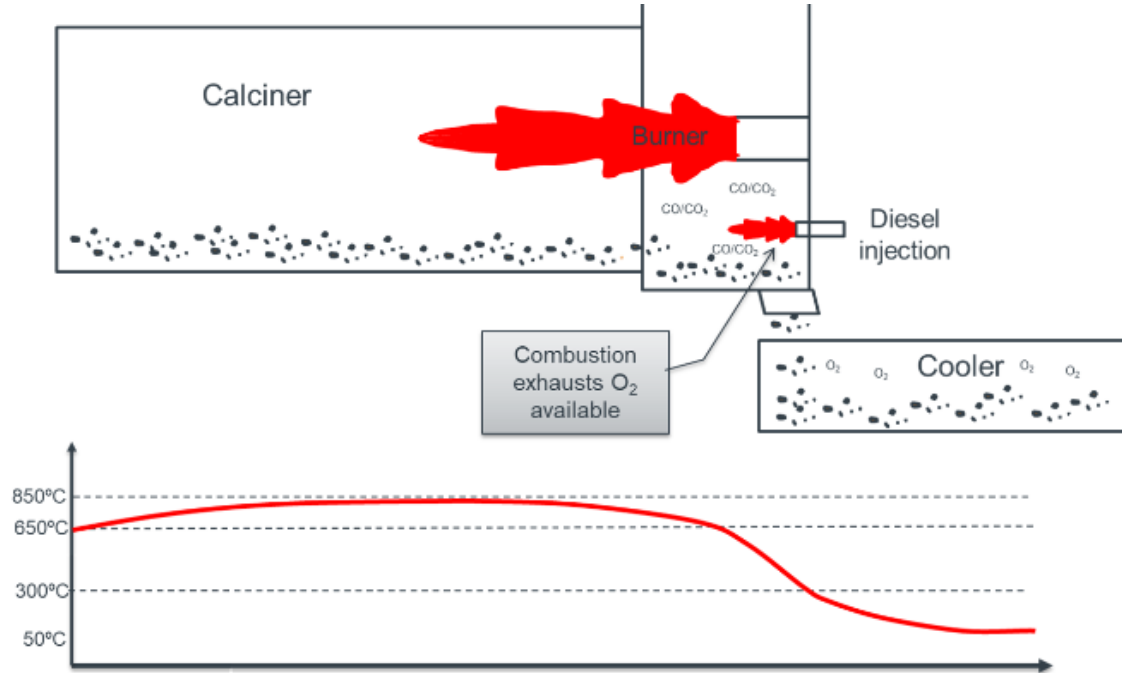 Calciner
Burner
CO/CO₂
CO/CO₂
CO/CO₂
Diesel
injection
Combustion
exhausts O₂
available
Cooler
O₂
O₂
O₂
O₂
850ºC
650ºC
300ºC
50ºC